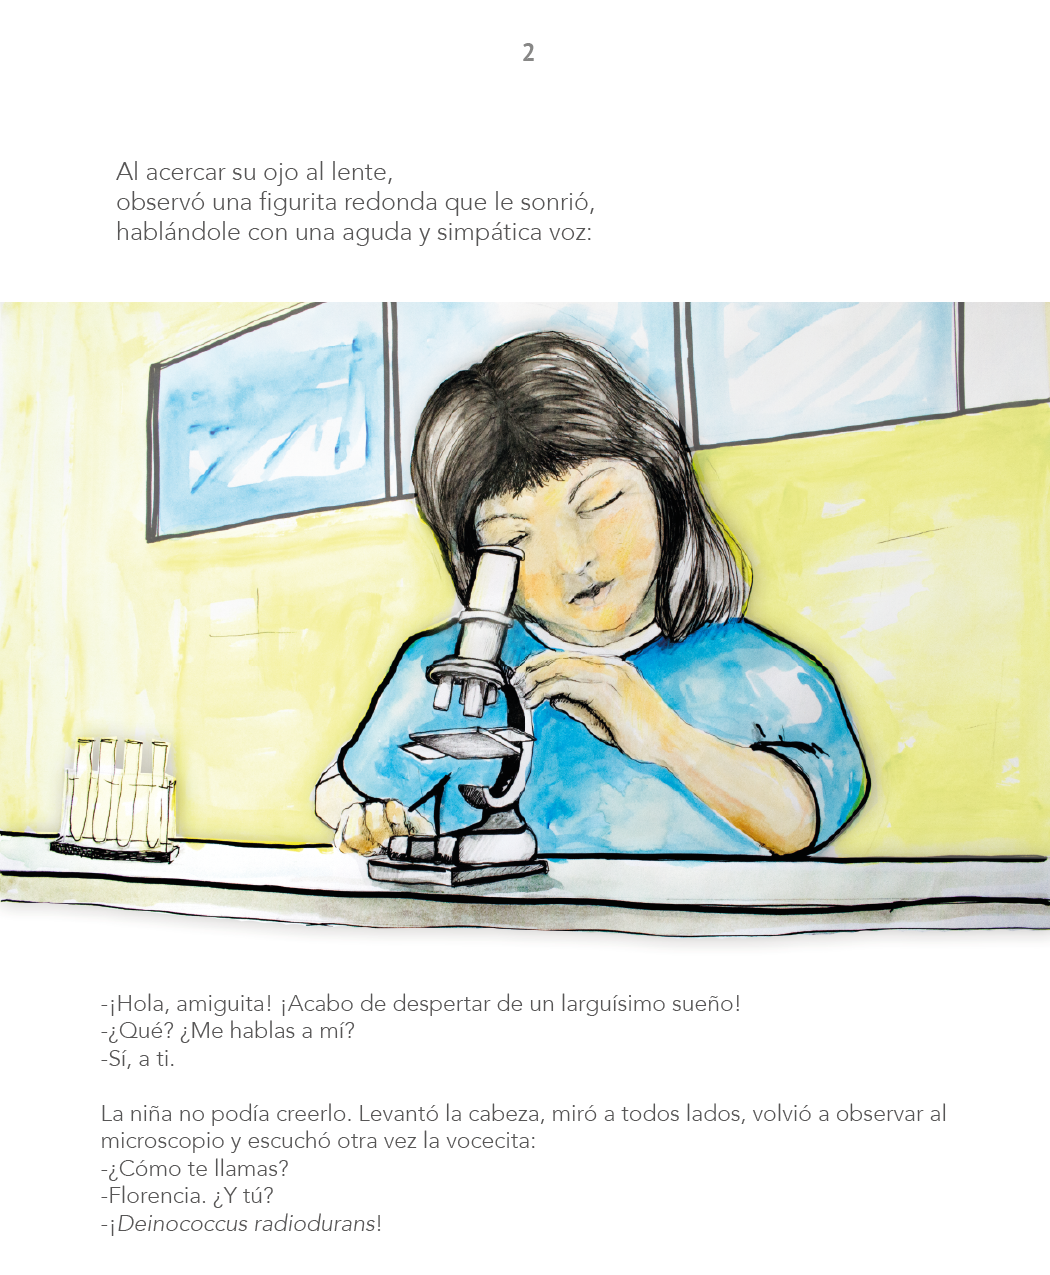 2
Al acercar su ojo al lente,
observó una figurita redonda que le sonrió,
hablándole con una aguda y simpática voz:
-¡Hola, amiguita! ¡Acabo de despertar de un larguísimo sueño!
-¿Qué? ¿Me hablas a mí?
-Sí, a ti.
La niña no podía creerlo. Levantó la cabeza, miró a todos lados, volvió a observar al
microscopio y escuchó otra vez la vocecita:
-¿Cómo te llamas?
-Florencia. ¿Y tú?
-¡Deinococcus radiodurans!